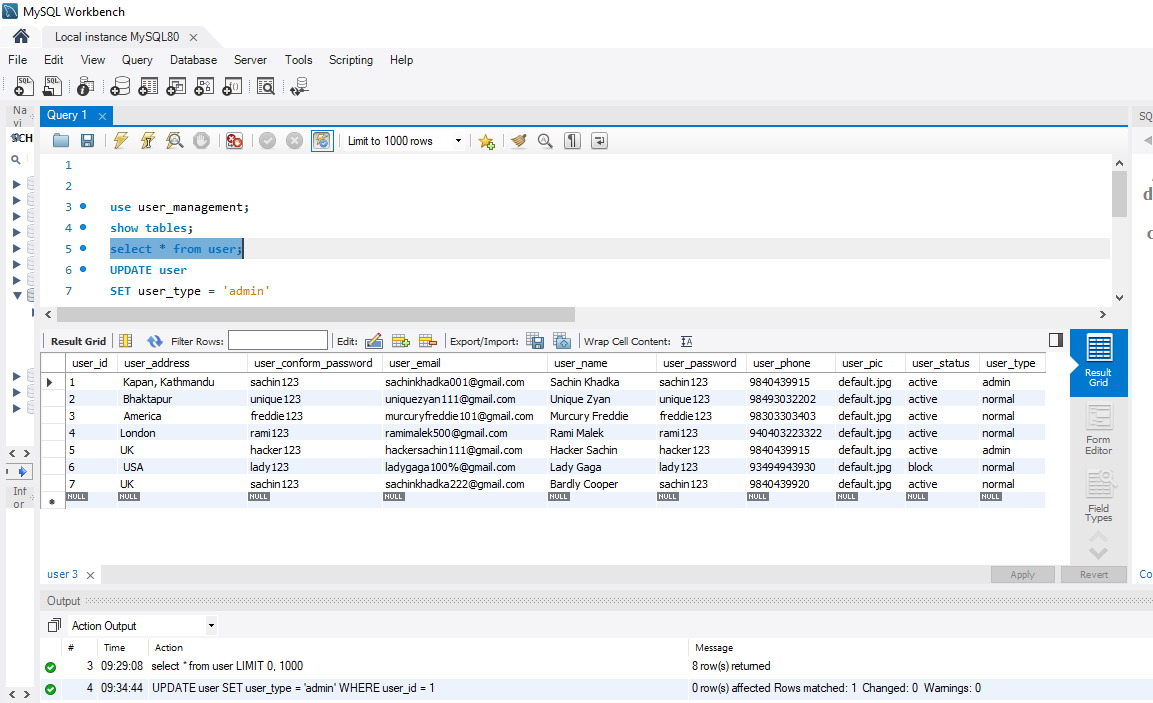 MySQL Workbench
Local instance MySQL80
File Edit View Query Database Server Tools Scripting Help
Na
vi
Query 1
SQ
CH
Limit to 1000 rows
1
2
3 use user_management;
4 show tables;
5 select * from user;
6 UPDATE user
7 SET user_type = 'admin'
d
c
Result Grid Filter Rows: Edit: Export/Import: Wrap Cell Content:
user_id user_address user_conform_password user_email user_name user_password user_phone user_pic user_status user_type
1 Kapan, Kathmandu sachin123 sachinkhadka001@gmail.com Sachin Khadka sachin123 9840439915 default.jpg active admin
2 Bhaktapur unique123 uniquezyan111@gmail.com Unique Zyan unique123 98493032202 default.jpg active normal
3 America freddie123 murcuryfreddie101@gmail.com Murcury Freddie freddie123 98303303403 default.jpg active normal
4 London rami123 ramimalek500@gmail.com Rami Malek rami123 940403223322 default.jpg active normal
5 UK hacker123 hackersachin111@gmail.com Hacker Sachin hacker123 9840439915 default.jpg active admin
6 USA lady123 ladygaga100%@gmail.com Lady Gaga lady123 93494943930 default.jpg block normal
7 UK sachin123 sachinkhadka222@gmail.com Bardly Cooper sachin123 9840439920 default.jpg active normal
NULL NULL NULL NULL NULL NULL NULL NULL NULL NULL
Result
Grid
Form
Editor
Field
Types
Inf
or
user 3
Apply Revert
Co
Output
Action Output
# Time Action Message
3 09:29:08 select * from user LIMIT 0, 1000 8 row(s) returned
4 09:34:44 UPDATE user SET user_type = 'admin' WHERE user_id = 1 0 row(s) affected Rows matched: 1 Changed: 0 Warnings: 0